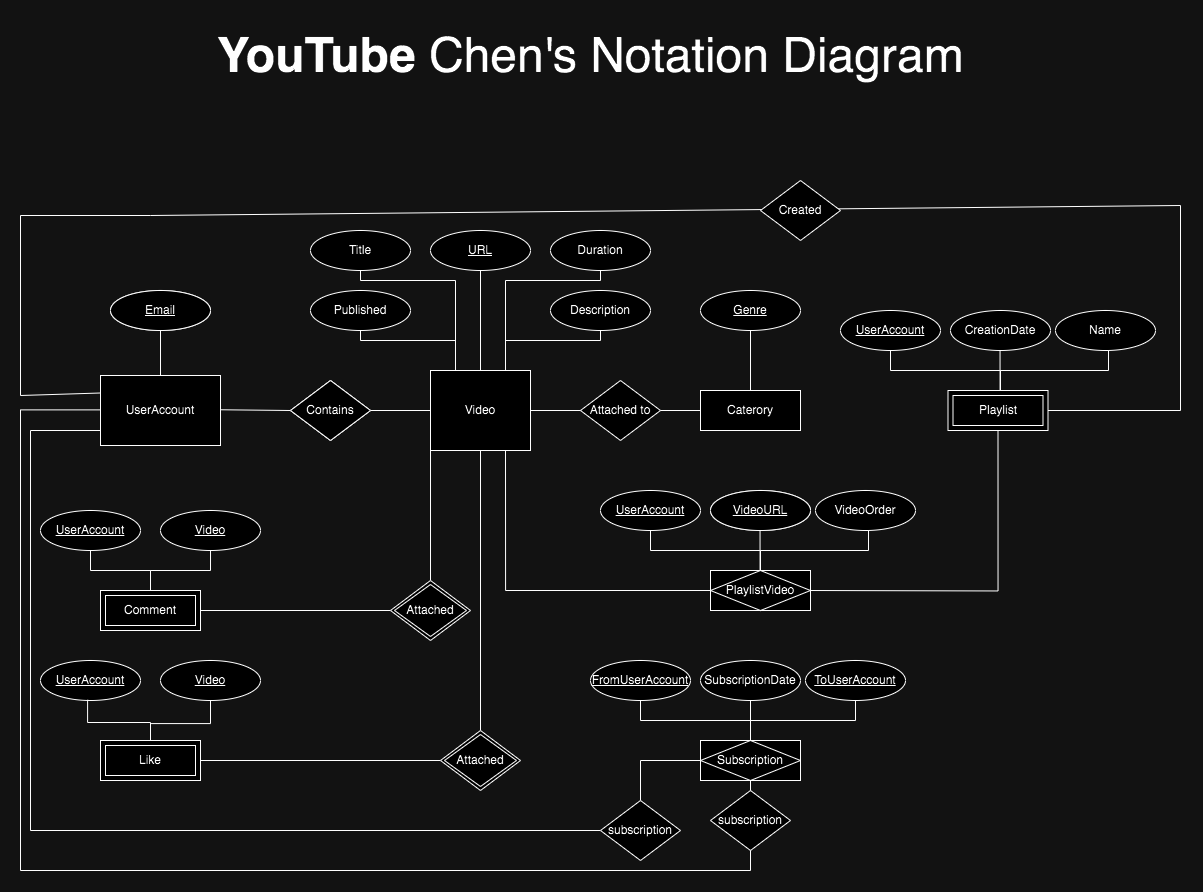 YouTube Chen's Notation Diagram
Created
Title
URL
Duration
Email
Published
Description
Genre
UserAccount
CreationDate
Name
UserAccount
Contains
Video
Attached to
Caterory
Playlist
UserAccount
Video
UserAccount
VideoURL
VideoOrder
Comment
Attached
PlaylistVideo
UserAccount
Video
FromUserAccount
SubscriptionDate
ToUserAccount
Like
Attached
Subscription
subscription
subscription